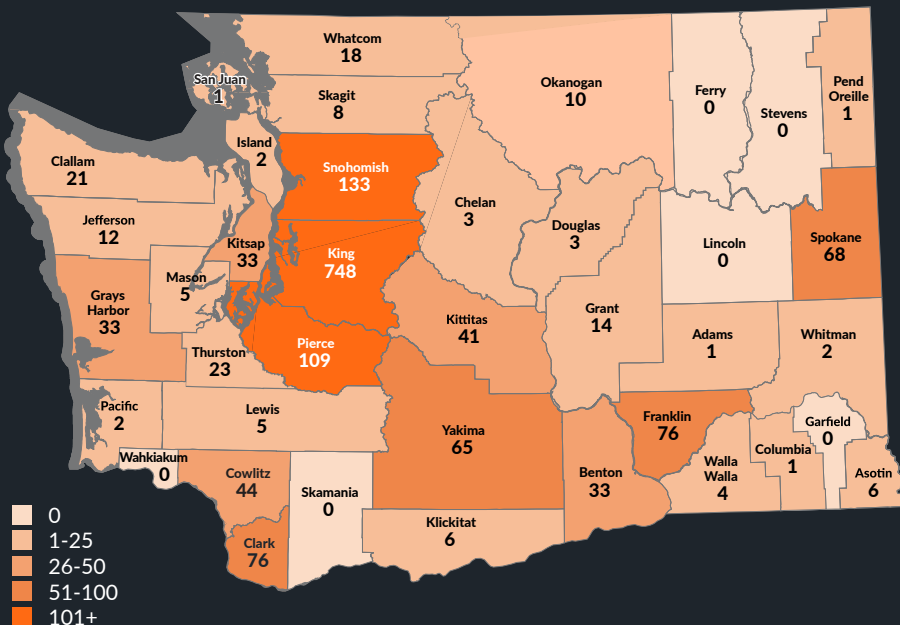 Whatcom
18
San Juan
1
Skagit
8
Okanogan
10
Ferry
0
Stevens
0
Pend
Oreille
1
Island
2
Clallam
21
Snohomish
133
Jefferson
12
Chelan
3
Douglas
3
Kitsap
33
King
748
Lincoln
0
Spokane
68
Mason
5
Grays
Harbor
33
Kittitas
41
Grant
14
Adams
1
Whitman
2
Thurston
23
Pierce
109
Pacific
2
Lewis
5
Yakima
65
Franklin
76
Garfield
0
Wahkiakum
0
Cowlitz
44
Skamania
0
Benton
33
Walla
Walla
4
Columbia
1
Asotin
6
Klickitat
6
Clark
76
0
1-25
26-50
51-100
101+